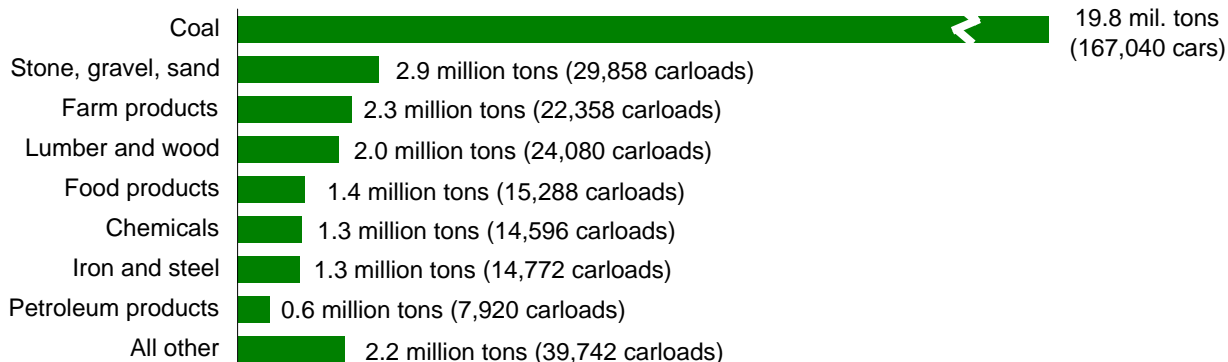 Coal 19.8 mil. tons
(167,040 cars)
Stone, gravel, sand 2.9 million tons (29,858 carloads)
Farm products 2.3 million tons (22,358 carloads)
Lumber and wood 2.0 million tons (24,080 carloads)
Food products 1.4 million tons (15,288 carloads)
Chemicals 1.3 million tons (14,596 carloads)
Iron and steel 1.3 million tons (14,772 carloads)
Petroleum products 0.6 million tons (7,920 carloads)
All other 2.2 million tons (39,742 carloads)